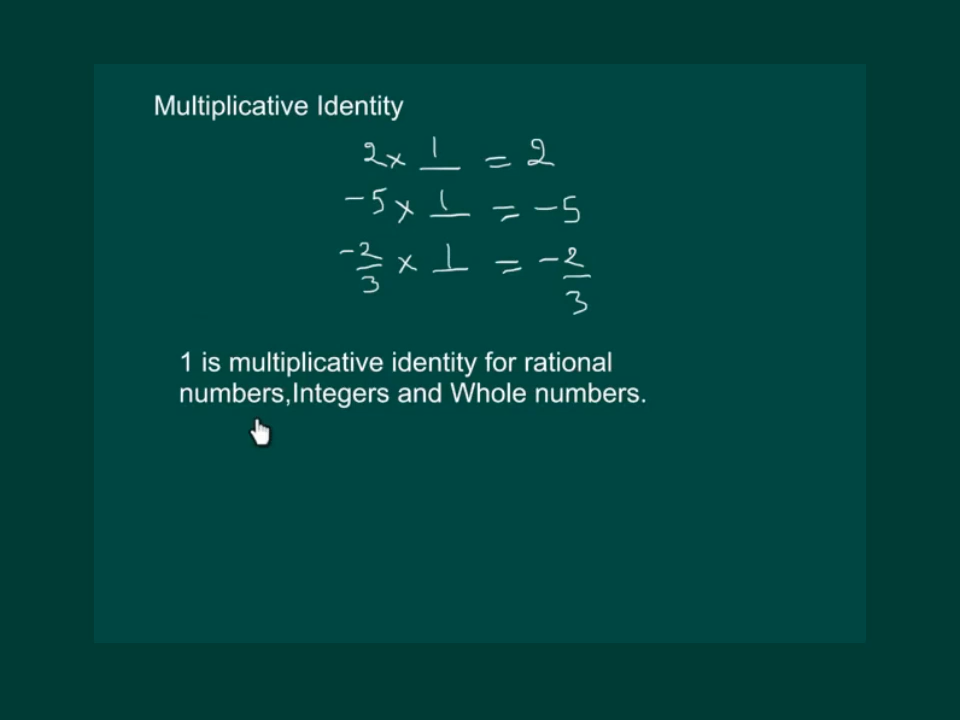 Multiplicative Identity
2 × 1 = 2
-5 × 1 = -5
-2/3 × 1 = -2/3
1 is multiplicative identity for rational
numbers,Integers and Whole numbers.